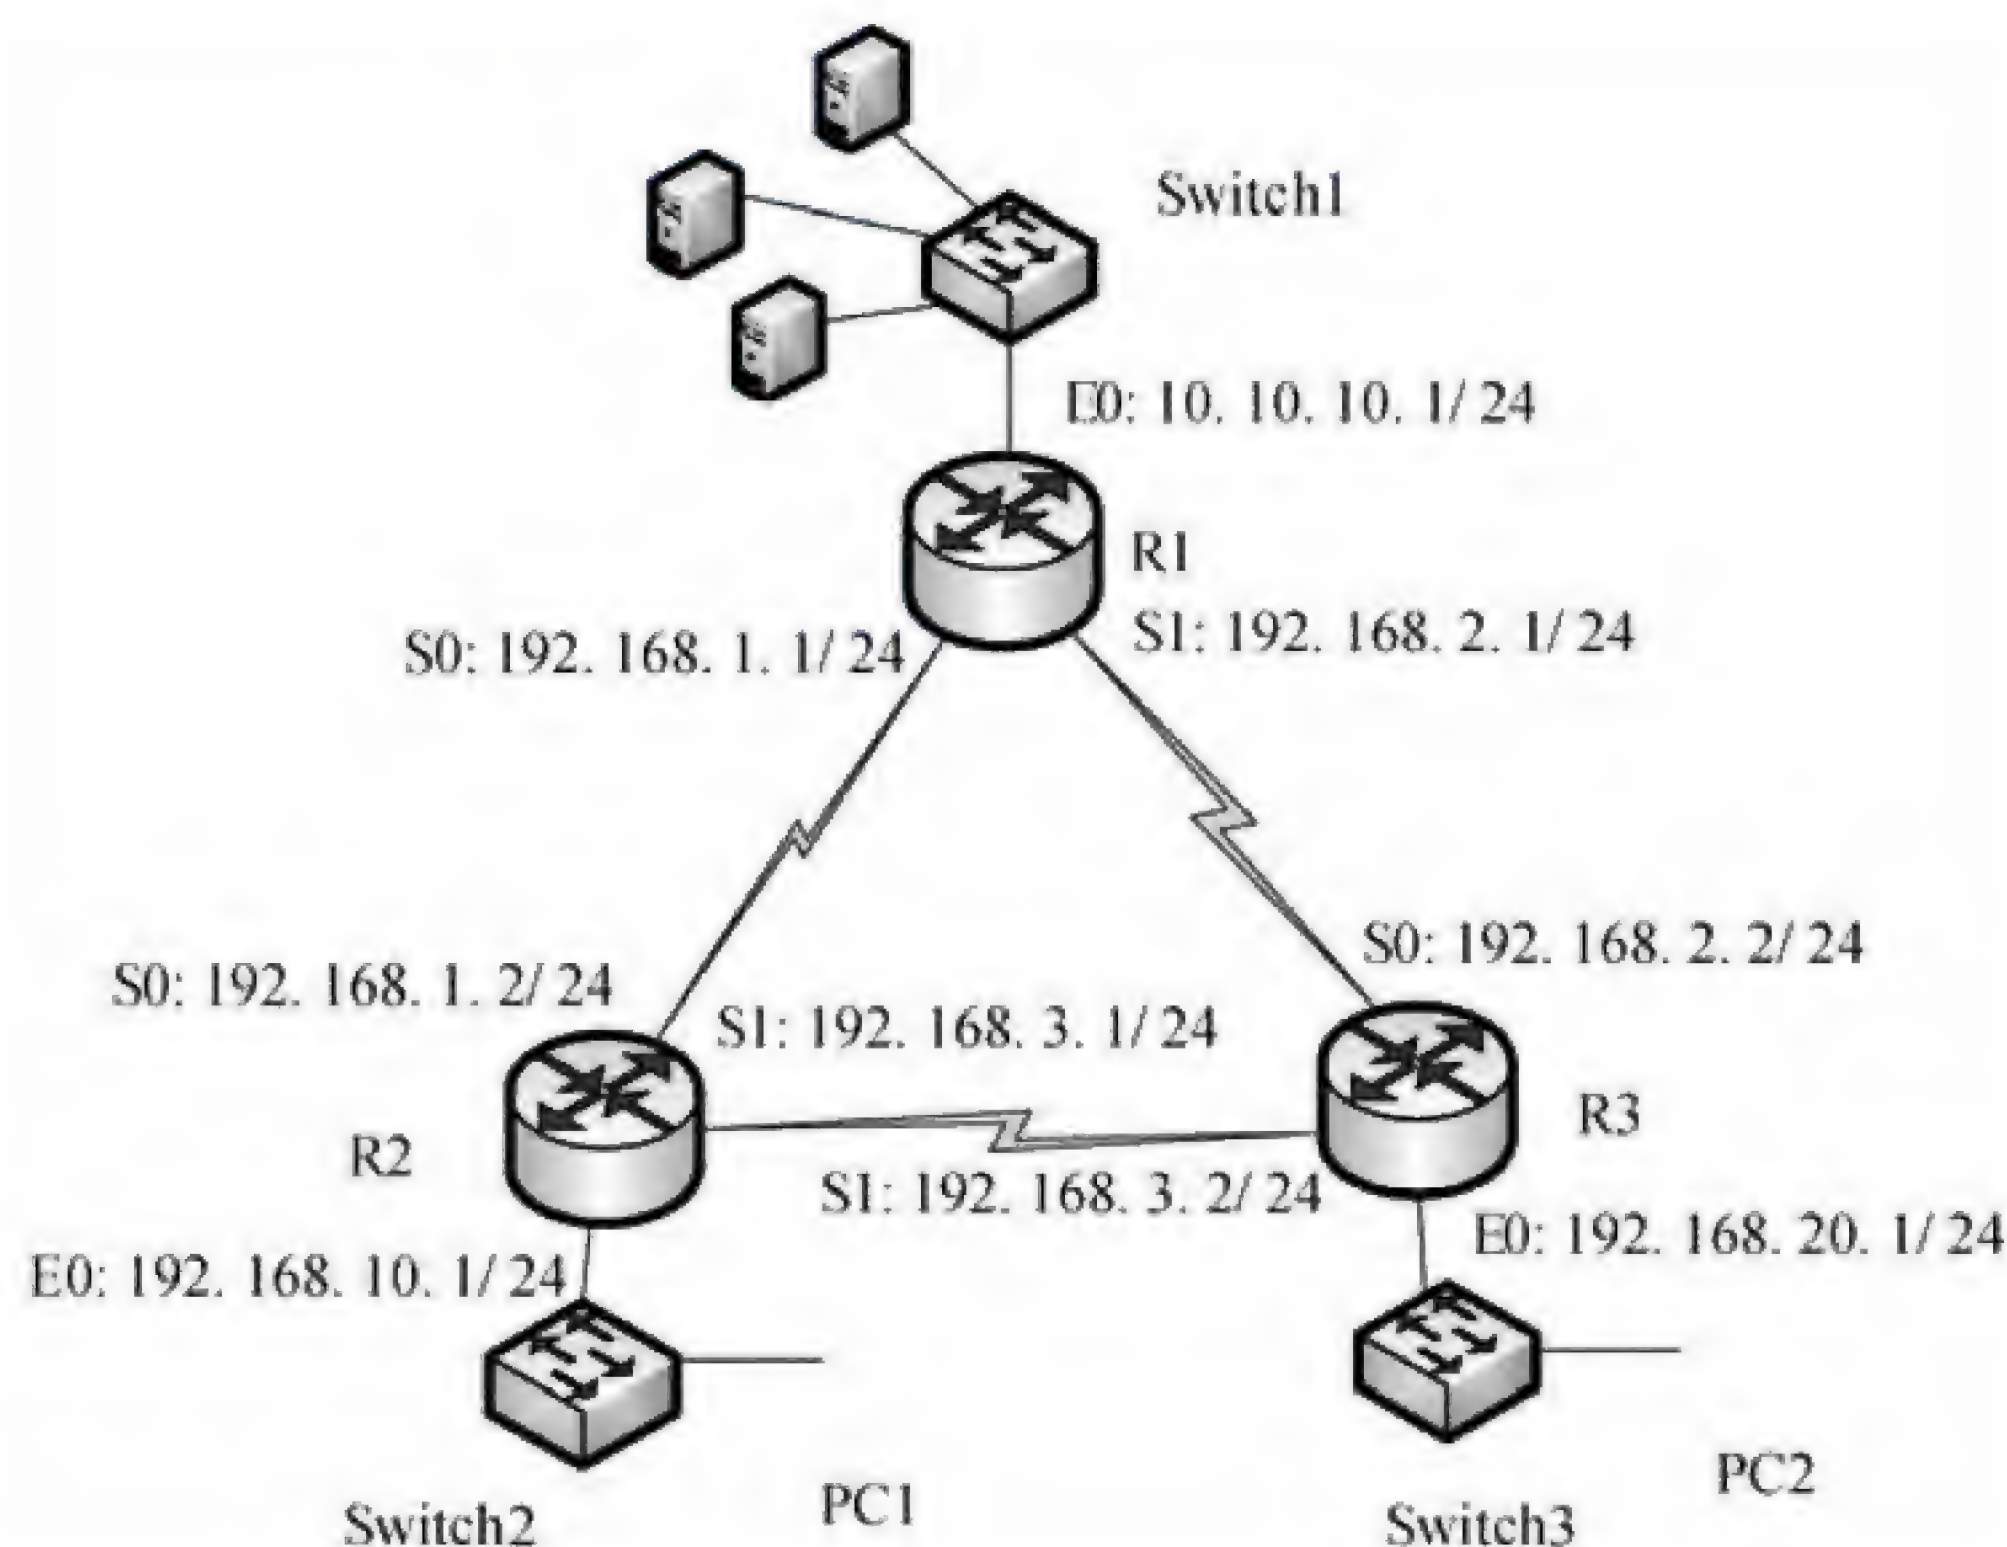 Switch1
E0: 10. 10. 10. 1/ 24
R1
S0: 192. 168. 1. 1/ 24
S1: 192. 168. 2. 1/ 24
S0: 192. 168. 2. 2/ 24
S0: 192. 168. 1. 2/ 24
S1: 192. 168. 3. 1/ 24
R2
R3
S1: 192. 168. 3. 2/ 24
E0: 192. 168. 20. 1/ 24
E0: 192. 168. 10. 1/ 24
PC1
PC2
Switch2
Switch3